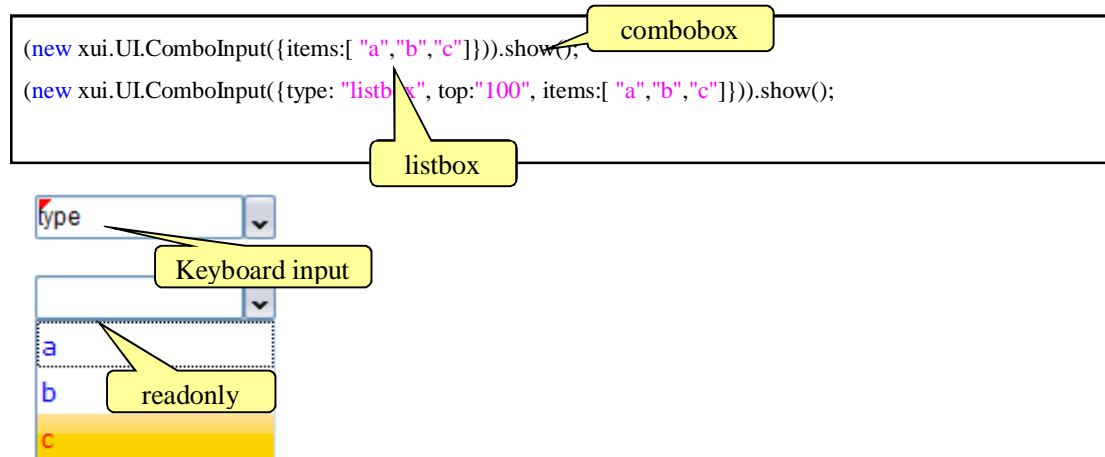 combobox
(new xui.UI.ComboInput({items:[ "a","b","c"]})).show();
(new xui.UI.ComboInput({type: "listbox", top:"100", items:[ "a","b","c"]})).show();
listbox
type
Keyboard input
a
b
readonly
c